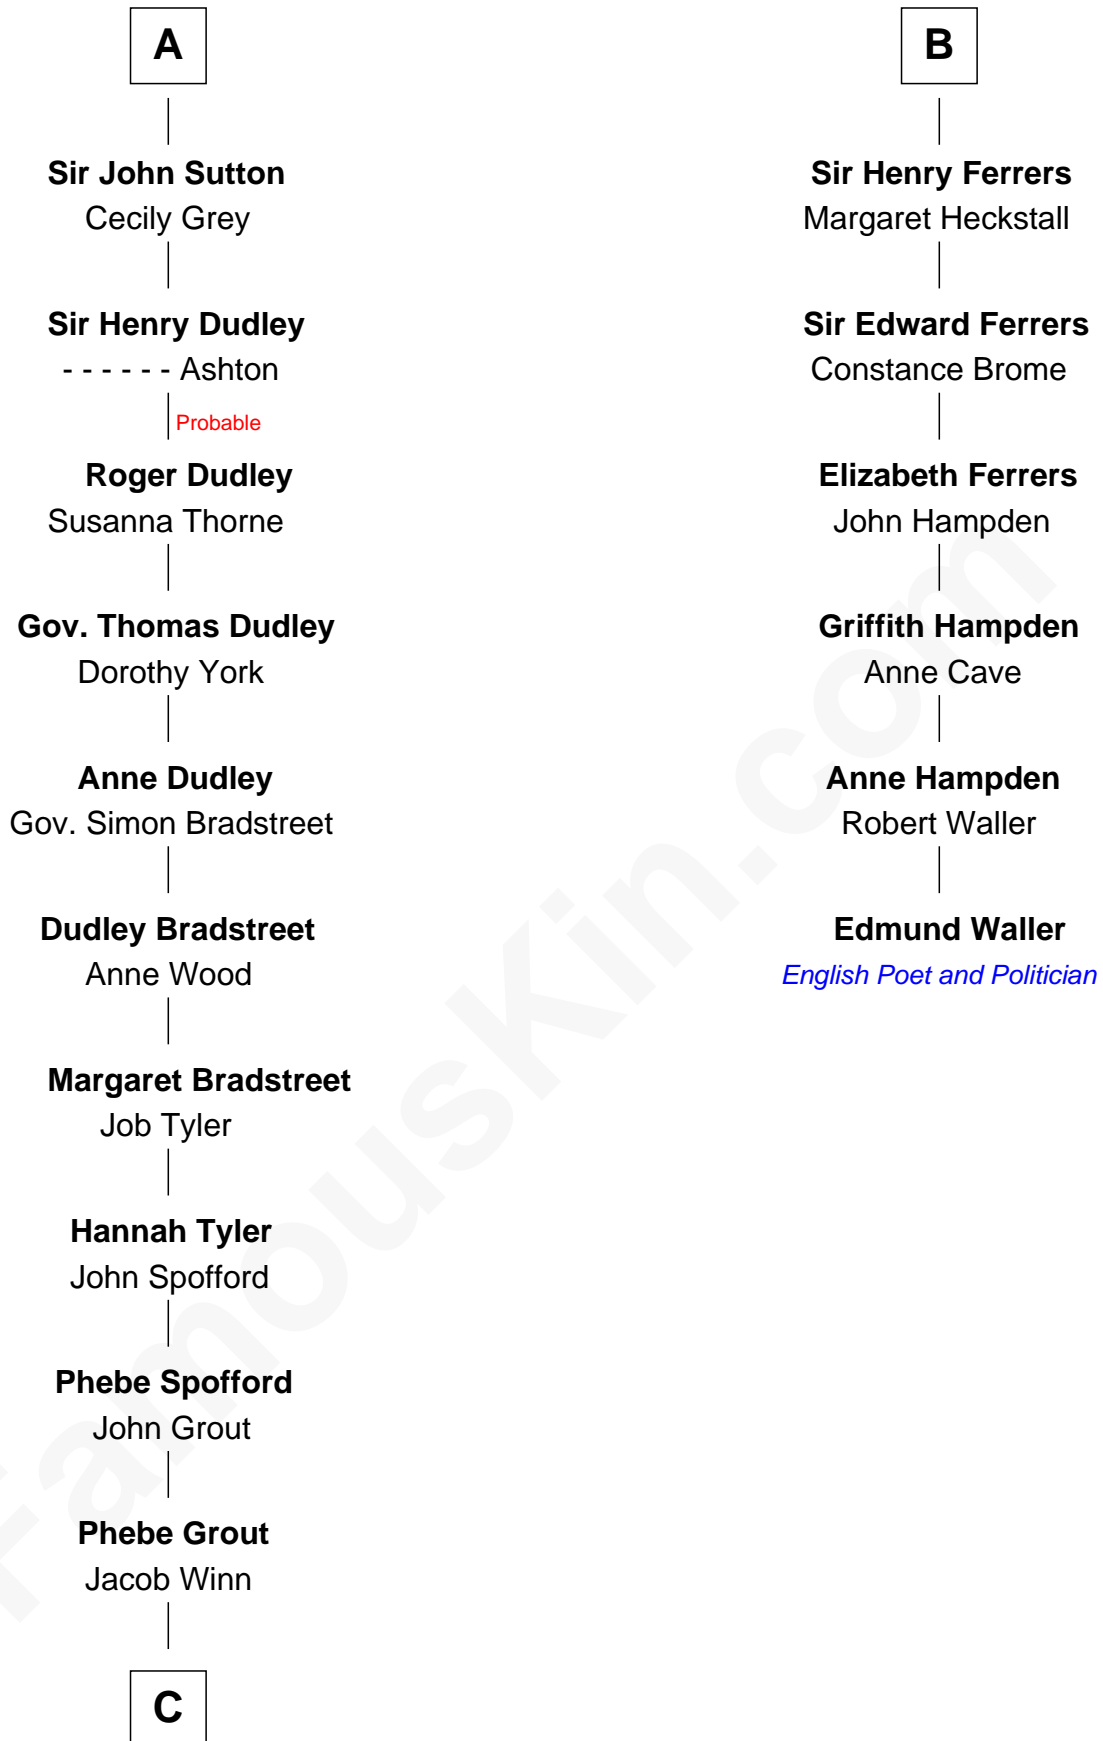 A
Sir John Sutton
Cecily Grey
Sir Henry Dudley
- - - - - - Ashton
Probable
Roger Dudley
Susanna Thorne
Gov. Thomas Dudley
Dorothy York
Anne Dudley
Gov. Simon Bradstreet
Dudley Bradstreet
Anne Wood
Margaret Bradstreet
Job Tyler
Hannah Tyler
John Spofford
Phebe Spofford
John Grout
Phebe Grout
Jacob Winn
C
B
Sir Henry Ferrers
Margaret Heckstall
Sir Edward Ferrers
Constance Brome
Elizabeth Ferrers
John Hampden
Griffith Hampden
Anne Cave
Anne Hampden
Robert Waller
Edmund Waller
English Poet and Politician
FamousKin.com